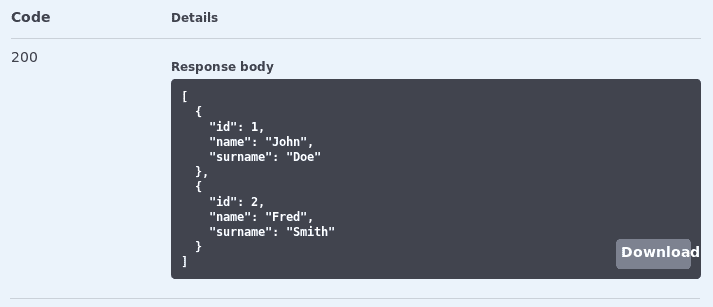 Code Details
200
Response body
[
  {
    "id": 1,
    "name": "John",
    "surname": "Doe"
  },
  {
    "id": 2,
    "name": "Fred",
    "surname": "Smith"
  }
]
Download